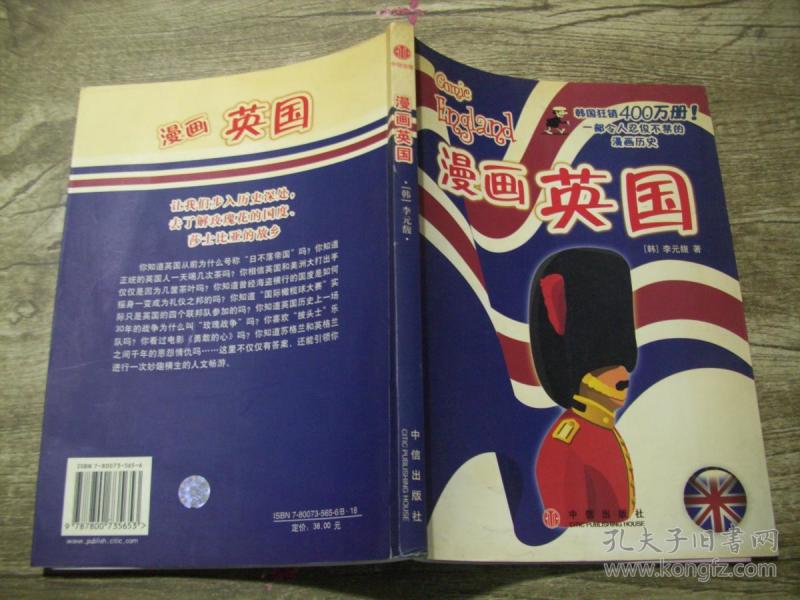 漫画 英国
让我们步入历史深处,
去了解玫瑰花的国度、
莎士比亚的故乡
你知道英国从前为什么号称“日不落帝国”吗?你知道
正统的英国人一天喝几次茶吗?你相信英国和美洲大打出手
仅仅是因为几箧茶叶吗?你知道曾经海盗横行的国度是如何
摇身一变成为礼仪之邦的吗?你知道“国际橄榄球大赛”实
际只是英国的四个联邦队参加的吗?你知道英国历史上一场
30年的战争为什么叫“玫瑰战争”吗?你喜欢“披头士”乐
队吗?你看过电影《勇敢的心》吗?你知道苏格兰和英格兰
之间千年的恩怨情仇吗……这里不仅仅有答案,还能引领你
进行一次妙趣横生的人文畅游。
ISBN 7-80073-565-6
9 787800 735653 >
www.publish.citic.com
ISBN 7-80073-565-6/B·18
定价:38.00 元
中信出版
漫画英国
·[韩]李元馥·
中信出版社
CITIC PUBLISHING HOUSE
Comic
England
韩国狂销400万册!
一部令人忍俊不禁的
漫画历史
漫画 英国
[韩] 李元馥 著
中信出版社
CITIC PUBLISHING HOUSE
孔夫子旧书网
www.kongfz.com